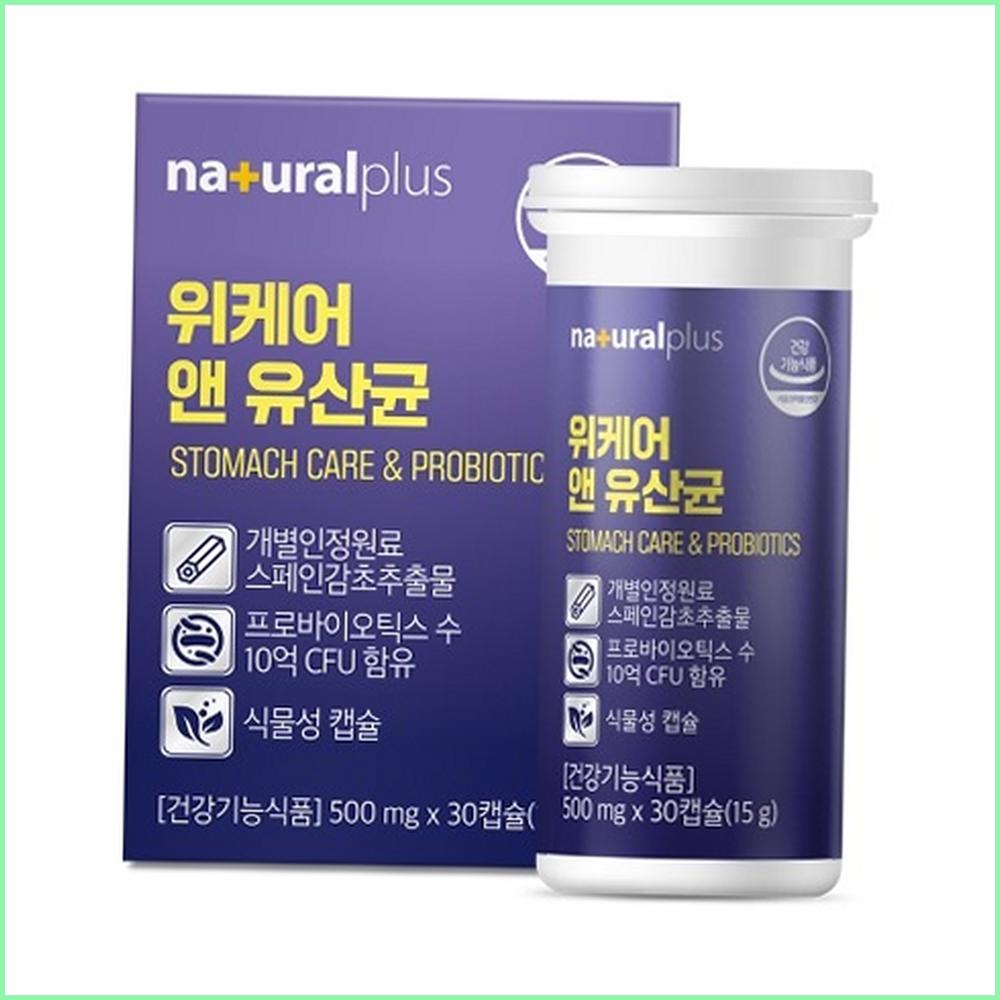 na+uralplus
위케어
앤 유산균
STOMACH CARE & PROBIOTIC
개별인정원료
스페인감초추출물
프로바이오틱스 수
10억 CFU 함유
식물성 캡슐
[건강기능식품] 500 mg x 30캡슐(
na+uralplus
건강
기능식품
위케어
앤 유산균
STOMACH CARE & PROBIOTICS
개별인정원료
스페인감초추출물
프로바이오틱스 수
10억 CFU 함유
식물성 캡슐
[건강기능식품]
500 mg x 30캡슐(15 g)